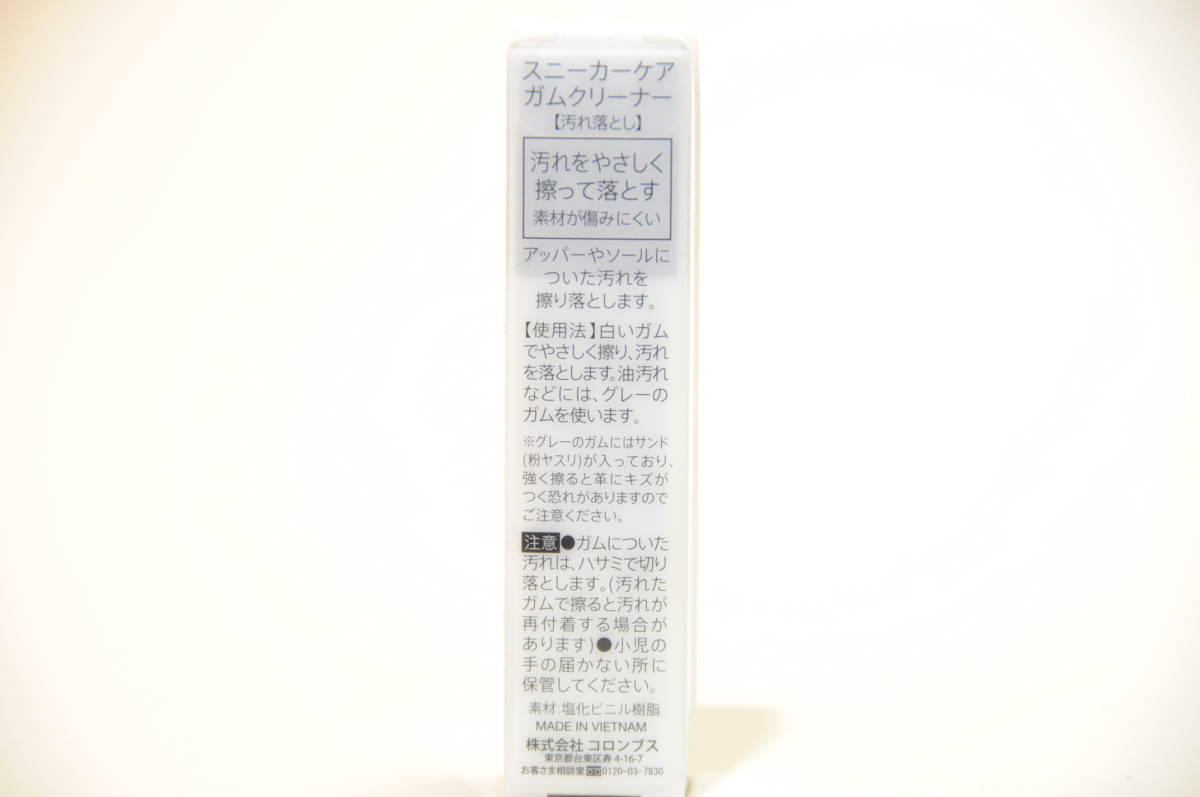 スニーカーケア
ガムクリーナー
【汚れ落とし】
汚れをやさしく
擦って落とす
素材が傷みにくい
アッパーやソールに
ついた汚れを
擦り落とします。
【使用法】白いガム
でやさしく擦り、汚れ
を落とします。油汚れ
などには、グレーの
ガムを使います。
※グレーのガムにはサンド
(粉ヤスリ)が入っており、
強く擦ると革にキズが
つく恐れがありますので
ご注意ください。
注意●ガムについた
汚れは、ハサミで切り
落とします。(汚れた
ガムで擦ると汚れが
再付着する場合が
あります)●小児の
手の届かない所に
保管してください。
素材:塩化ビニル樹脂
MADE IN VIETNAM
株式会社 コロンブス
東京都台東区寿 4-16-7
お客さま相談室 0120-03-7830